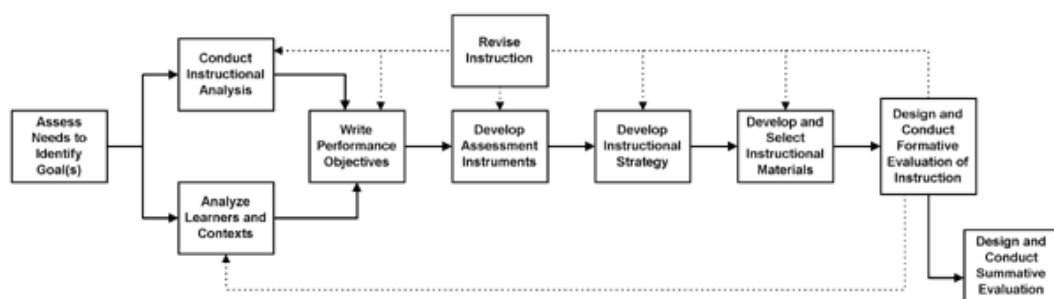 Assess
Needs to
Identify
Goal(s)
Conduct
Instructional
Analysis
Analyze
Learners and
Contexts
Revise
Instruction
Write
Performance
Objectives
Develop
Assessment
Instruments
Develop
Instructional
Strategy
Develop and
Select
Instructional
Materials
Design and
Conduct
Formative
Evaluation of
Instruction
Design and
Conduct
Summative
Evaluation